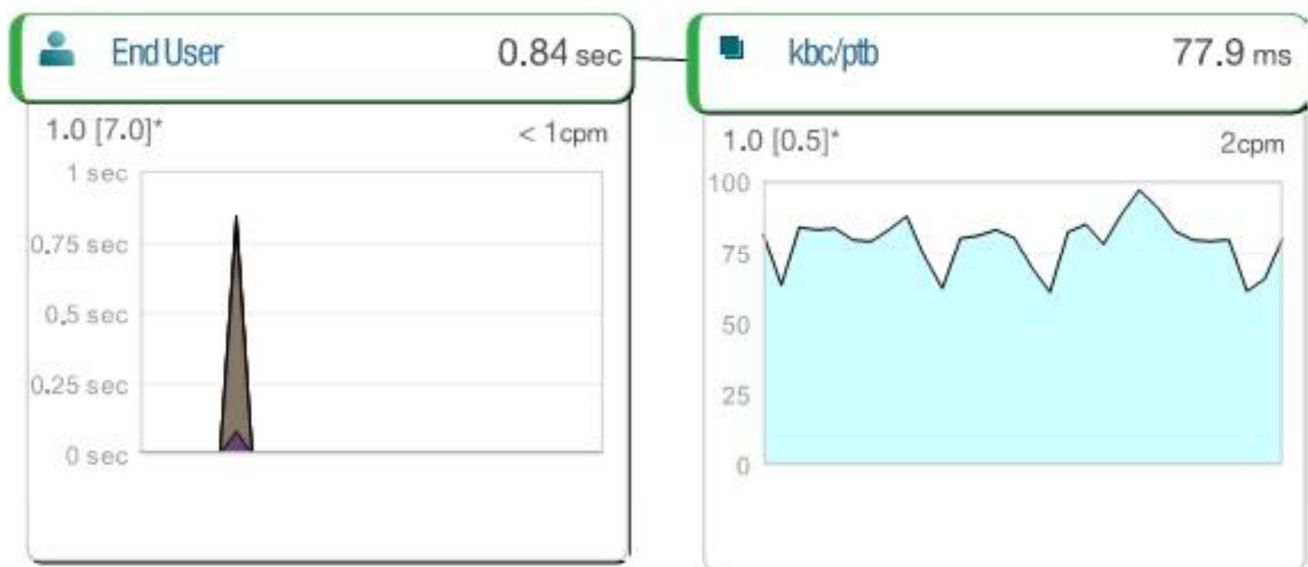 End User 0.84 sec
1.0 [7.0]* < 1cpm
1 sec
0.75 sec
0.5 sec
0.25 sec
0 sec
kbc/ptb 77.9 ms
1.0 [0.5]* 2cpm
100
75
50
25
0